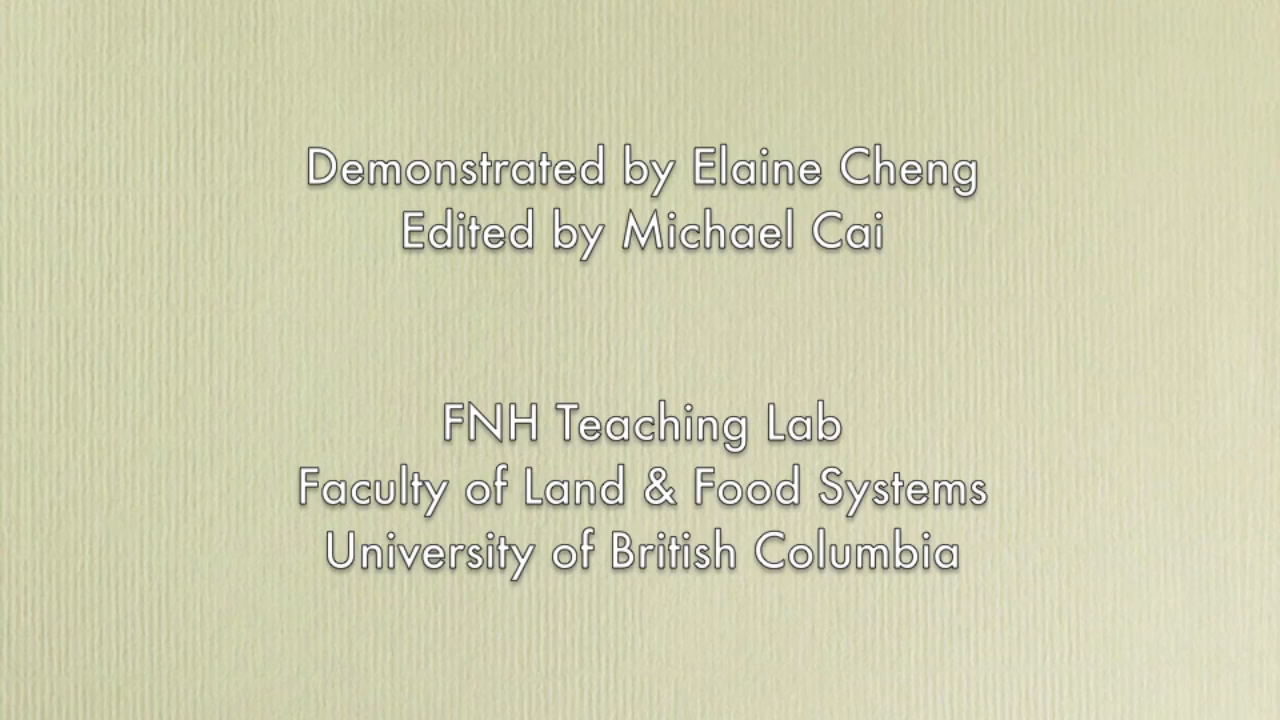 Demonstrated by Elaine Cheng
Edited by Michael Cai
FNH Teaching Lab
Faculty of Land & Food Systems
University of British Columbia